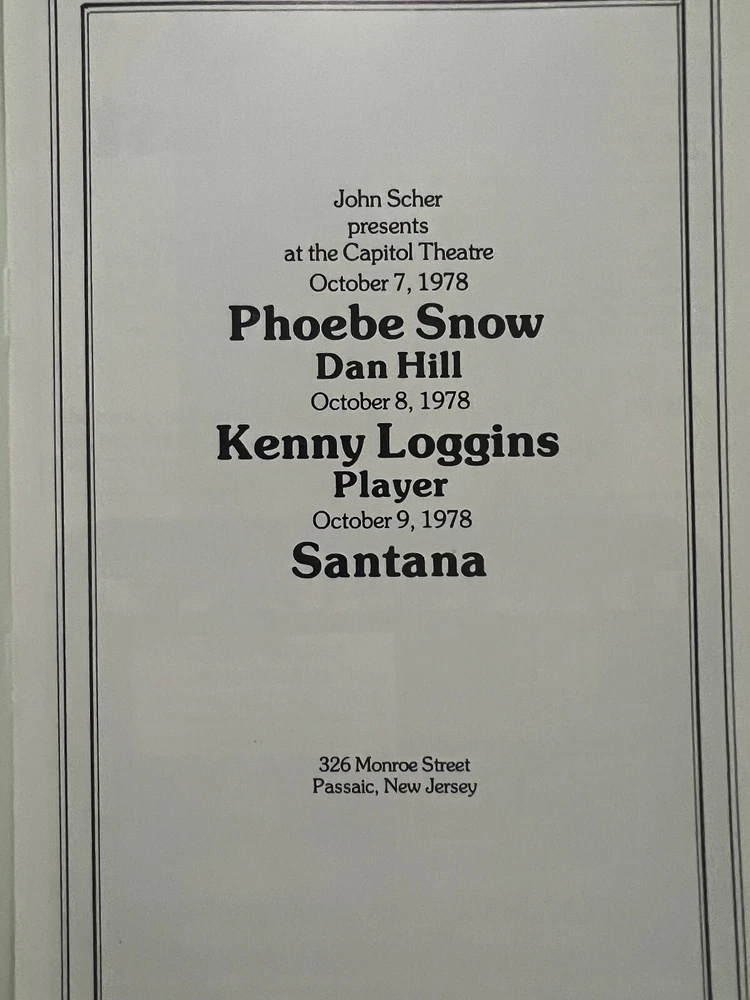 John Scher
presents
at the Capitol Theatre
October 7, 1978
Phoebe Snow
Dan Hill
October 8, 1978
Kenny Loggins
Player
October 9, 1978
Santana
326 Monroe Street
Passaic, New Jersey